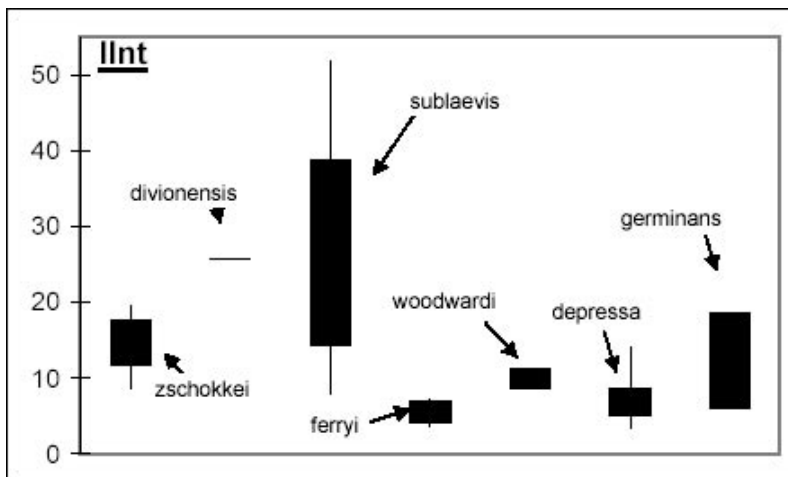 IInt
50
sublaevis
40
divionensis
30
germinans
20
woodwardi
depressa
10
zschokkei
ferryi
0